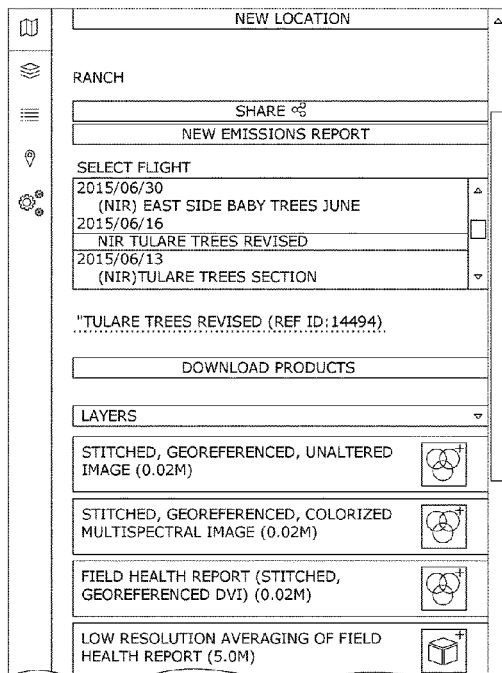 NEW LOCATION
RANCH
SHARE
NEW EMISSIONS REPORT
SELECT FLIGHT
2015/06/30
(NIR) EAST SIDE BABY TREES JUNE
2015/06/16
NIR TULARE TREES REVISED
2015/06/13
(NIR)TULARE TREES SECTION
"TULARE TREES REVISED (REF ID:14494)
DOWNLOAD PRODUCTS
LAYERS
STITCHED, GEOREFERENCED, UNALTERED
IMAGE (0.02M)
STITCHED, GEOREFERENCED, COLORIZED
MULTISPECTRAL IMAGE (0.02M)
FIELD HEALTH REPORT (STITCHED,
GEOREFERENCED DVI) (0.02M)
LOW RESOLUTION AVERAGING OF FIELD
HEALTH REPORT (5.0M)